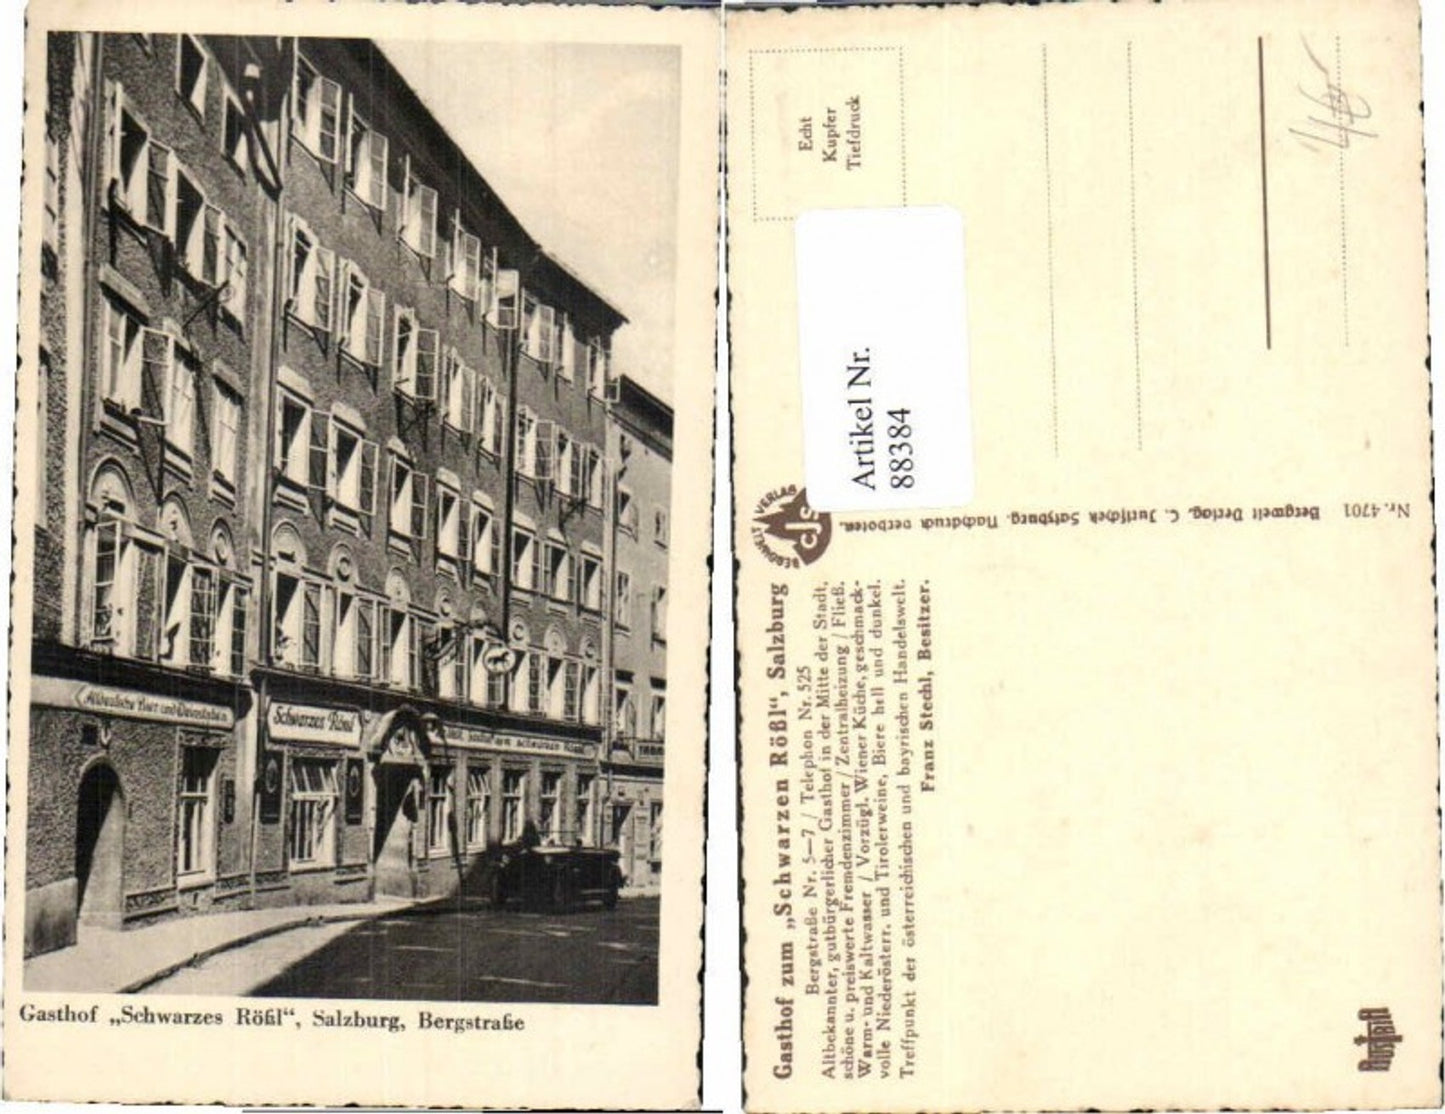 Altdeutsche Bier und Weinstuben
Schwarzes Rössl
Gasthof „Schwarzes Rößl“, Salzburg, Bergstraße
Echt
Kupfer
Tiefdruck
Artikel Nr.
88384
BERGWELT VERLAG
CJS
Nr. 4701 Bergwelt Verlag, C. Jurischek Salzburg. Nachdruck verboten.
Gasthof zum „Schwarzen Rößl“, Salzburg
Bergstraße Nr. 5—7 / Telephon Nr. 525
Altbekannter, gutbürgerlicher Gasthof in der Mitte der Stadt,
schöne u. preiswerte Fremdenzimmer / Zentralheizung / Fließ.
Warm- und Kaltwasser / Vorzügl. Wiener Küche, geschmack-
volle Niederösterr. und Tirolerweine, Biere hell und dunkel.
Treffpunkt der österreichischen und bayrischen Handelswelt.
Franz Stechl, Besitzer.
Austria